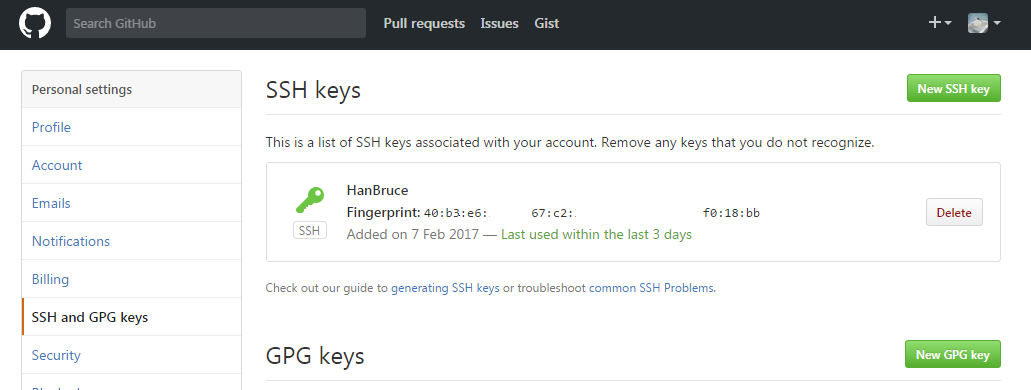 Search GitHub
Pull requests Issues Gist
Personal settings
Profile
Account
Emails
Notifications
Billing
SSH and GPG keys
Security
SSH keys
New SSH key
This is a list of SSH keys associated with your account. Remove any keys that you do not recognize.
HanBruce
Fingerprint: 40:b3:e6: 67:c2: f0:18:bb
SSH
Added on 7 Feb 2017 — Last used within the last 3 days
Delete
Check out our guide to generating SSH keys or troubleshoot common SSH Problems.
GPG keys
New GPG key